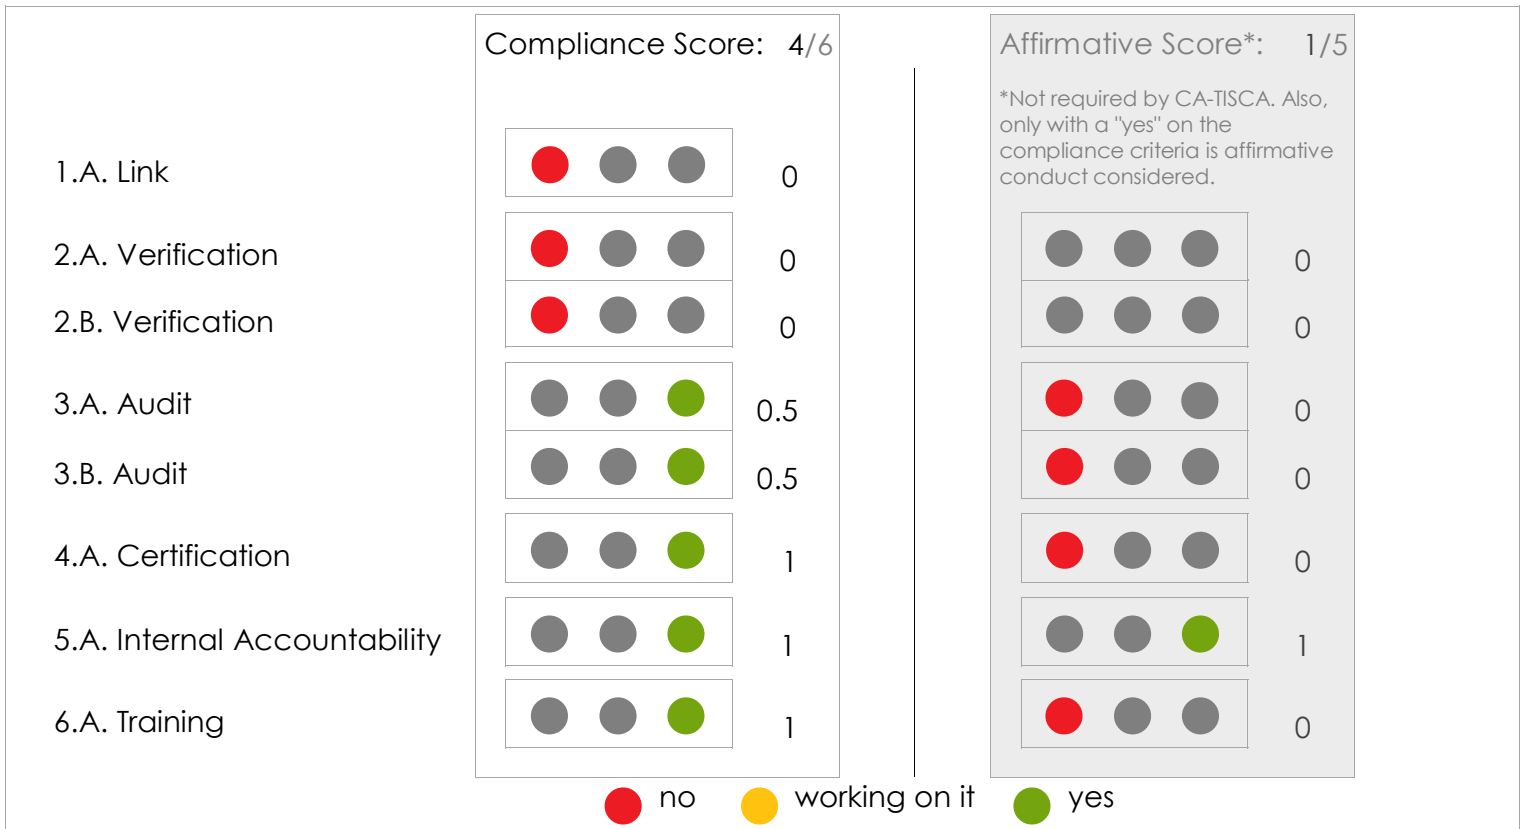 Compliance Score: 4/6
Affirmative Score*: 1/5
*Not required by CA-TISCA. Also,
only with a "yes" on the
compliance criteria is affirmative
conduct considered.
1.A. Link 0
2.A. Verification 0 0
2.B. Verification 0 0
3.A. Audit 0.5 0
3.B. Audit 0.5 0
4.A. Certification 1 0
5.A. Internal Accountability 1 1
6.A. Training 1 0
no working on it yes